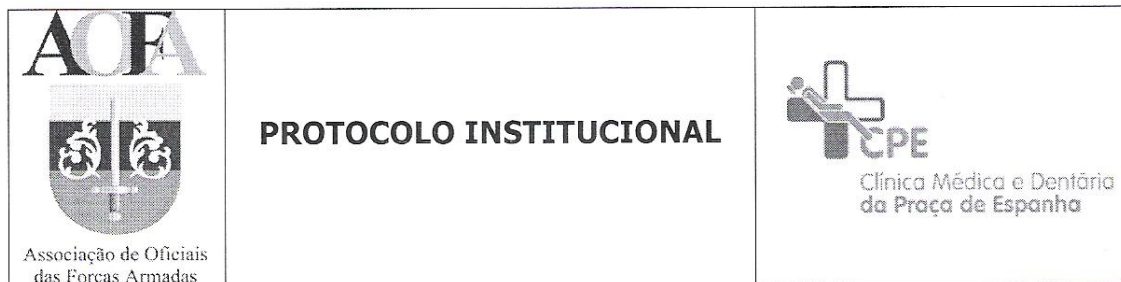 AOFA
Associação de Oficiais
das Forças Armadas
PROTOCOLO INSTITUCIONAL
CPE
Clínica Médica e Dentária
da Praça de Espanha